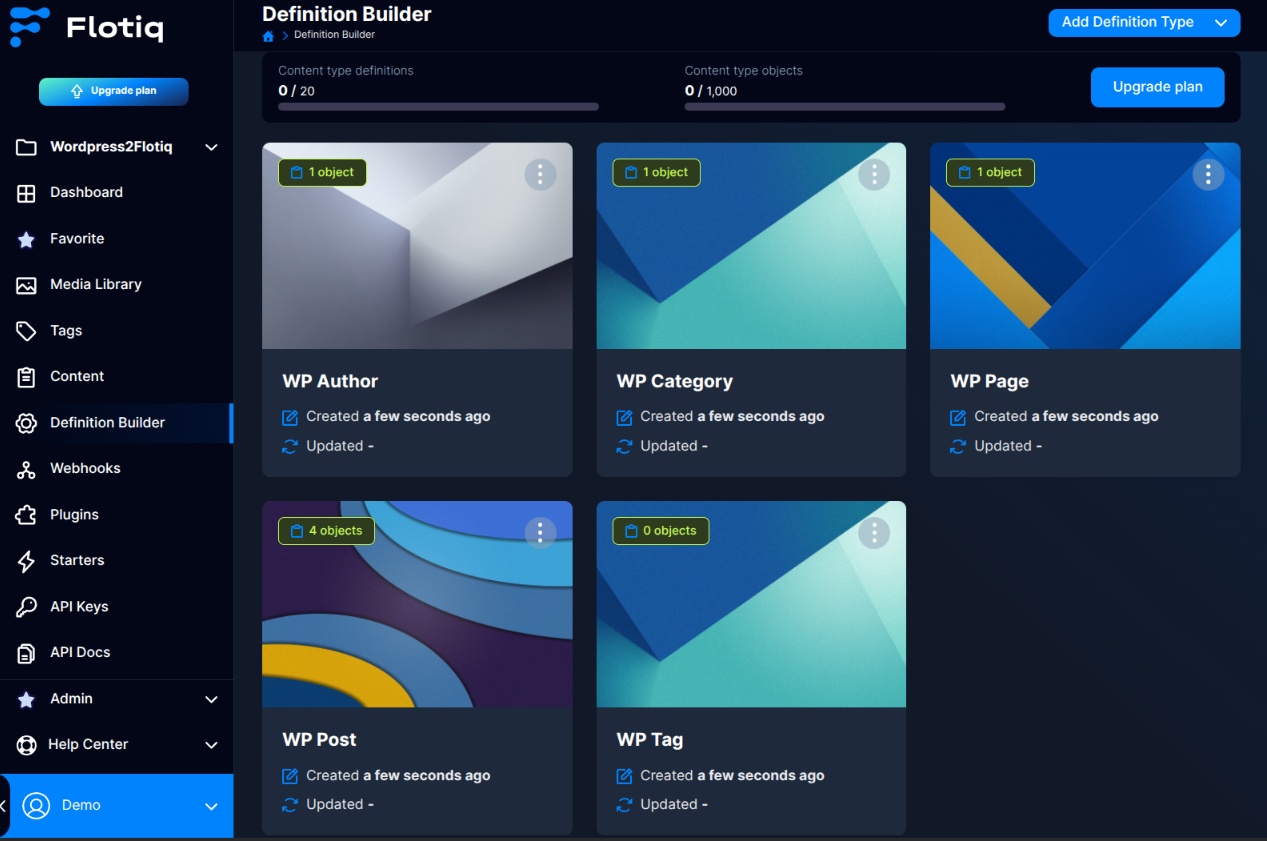 Flotiq
Upgrade plan
Wordpress2Flotiq
Dashboard
Favorite
Media Library
Tags
Content
Definition Builder
Webhooks
Plugins
Starters
API Keys
API Docs
Admin
Help Center
Demo
Definition Builder
Definition Builder
Add Definition Type
Content type definitions
0 / 20
Content type objects
0 / 1,000
Upgrade plan
1 object
WP Author
Created a few seconds ago
Updated -
1 object
WP Category
Created a few seconds ago
Updated -
1 object
WP Page
Created a few seconds ago
Updated -
4 objects
WP Post
Created a few seconds ago
Updated -
0 objects
WP Tag
Created a few seconds ago
Updated -